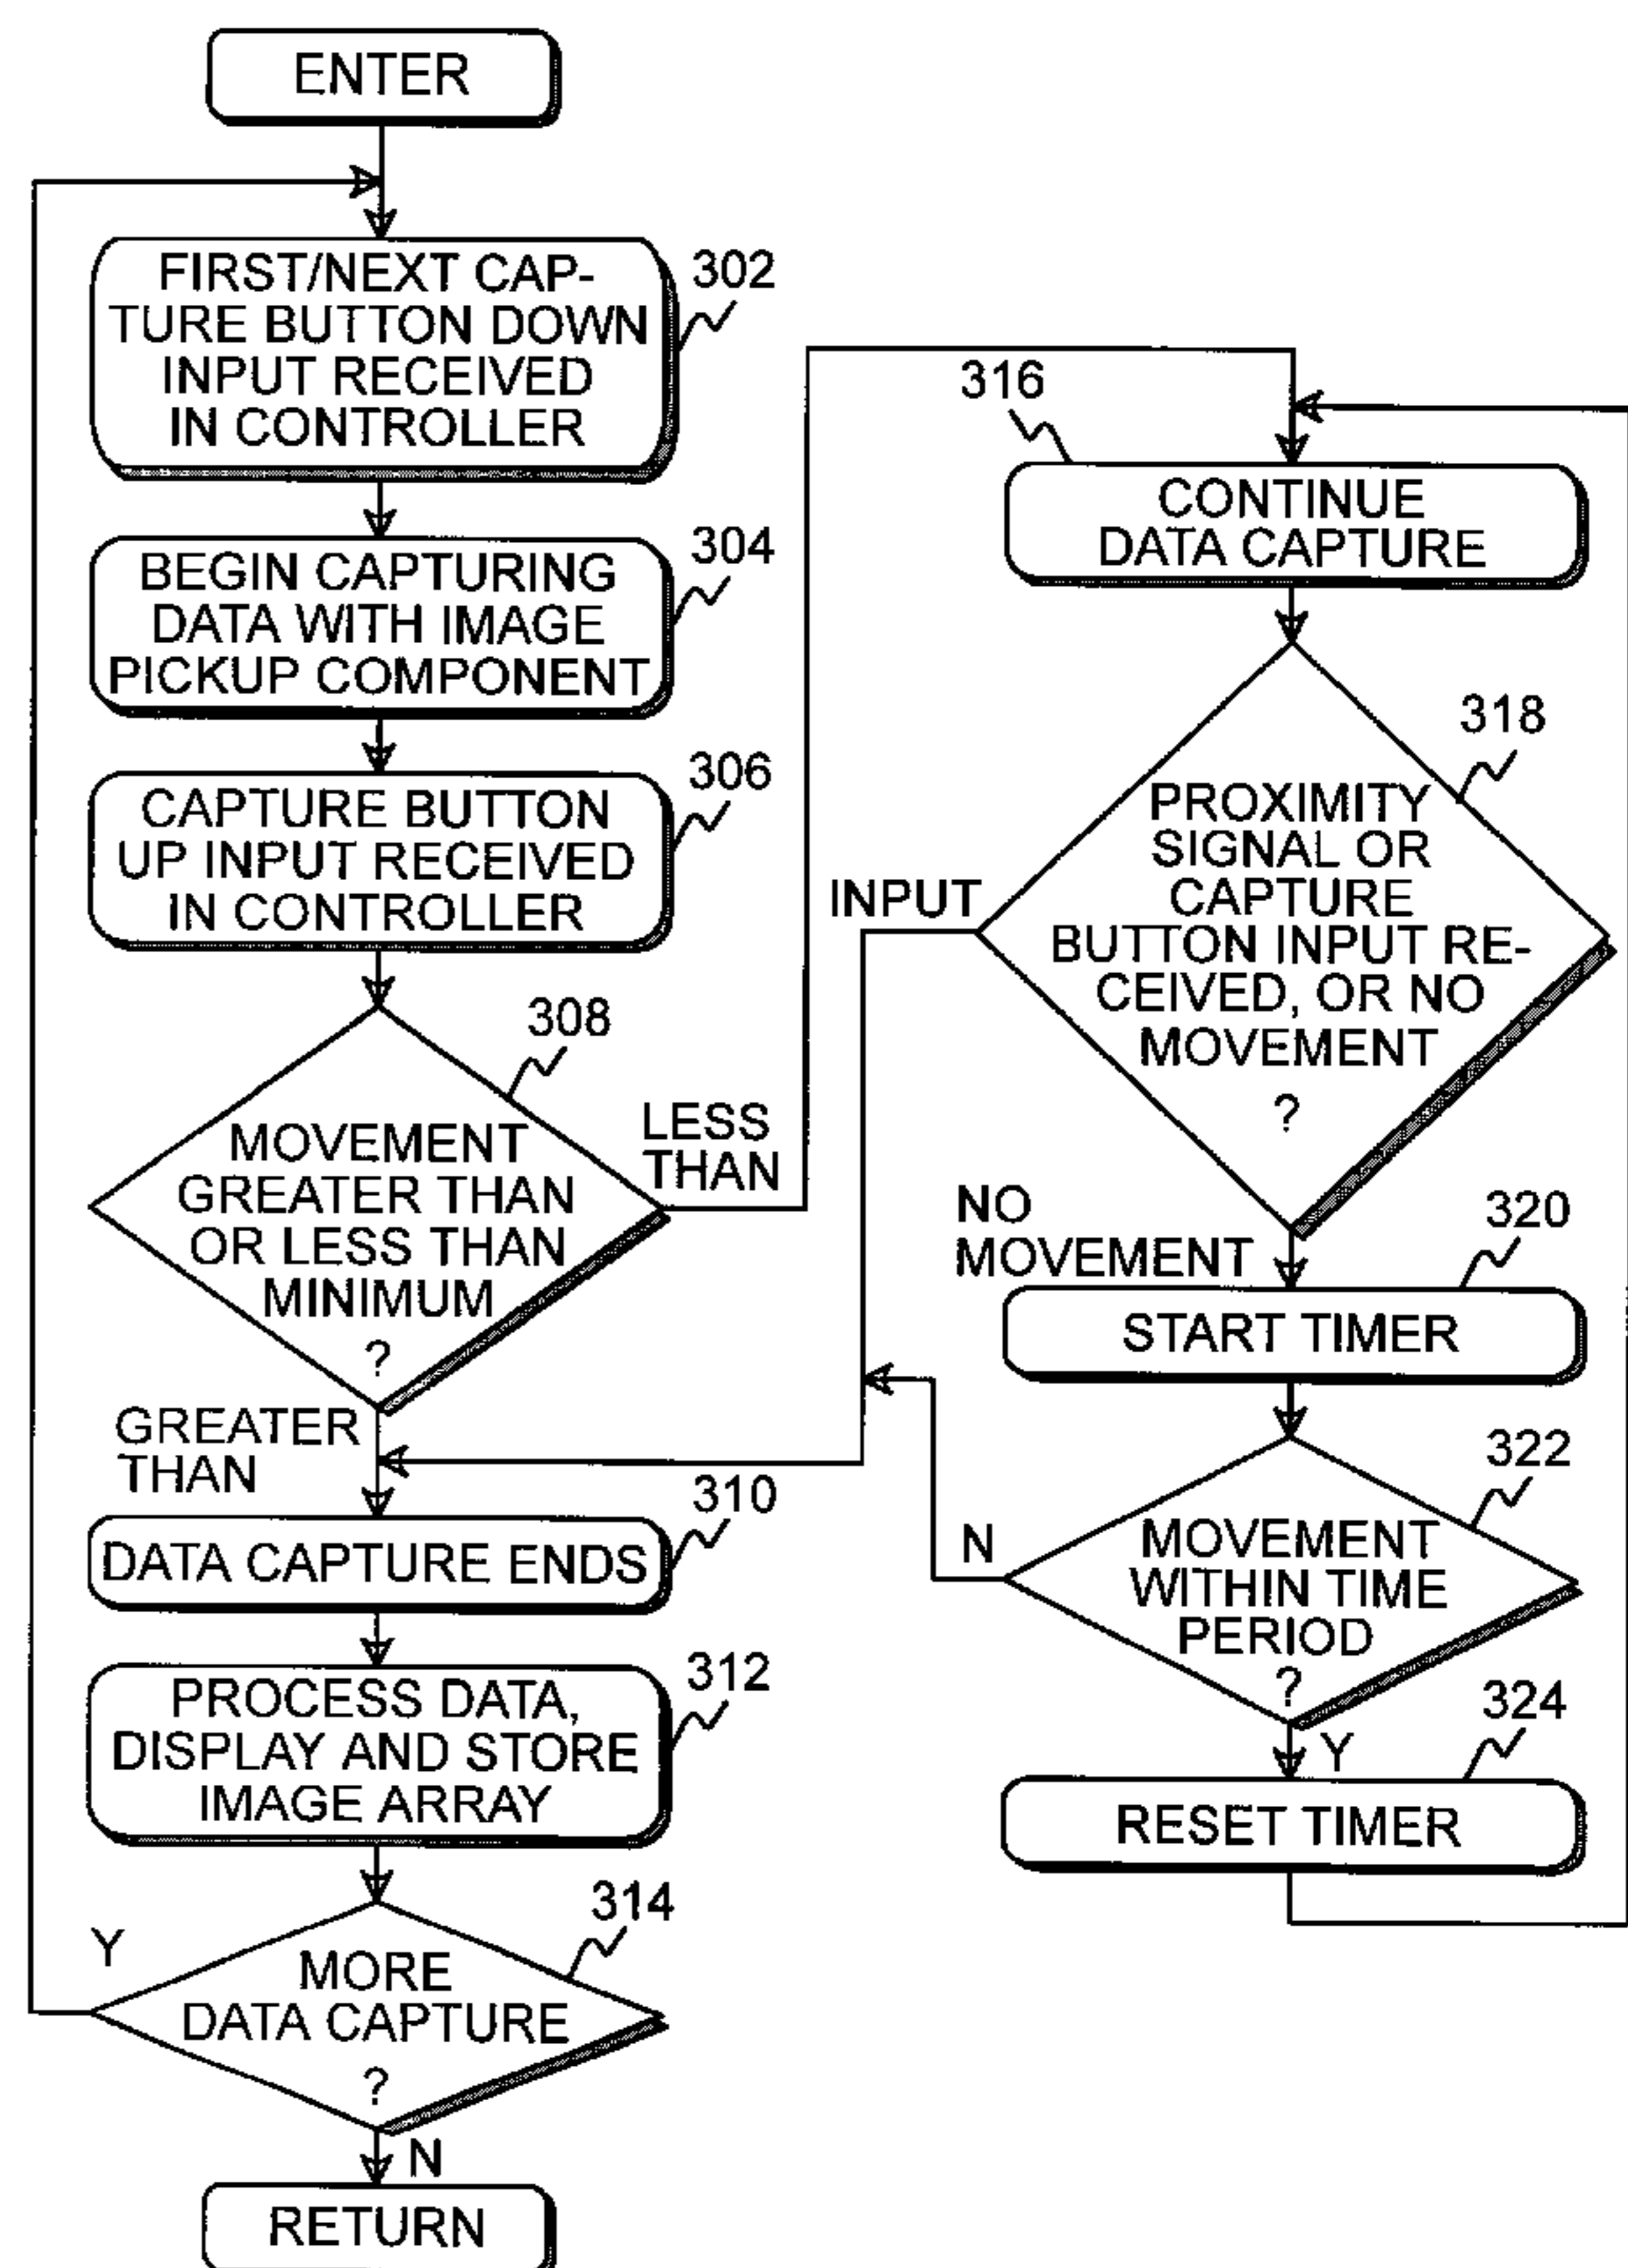 ENTER
FIRST/NEXT CAP-
TURE BUTTON DOWN
INPUT RECEIVED
IN CONTROLLER
302
BEGIN CAPTURING
DATA WITH IMAGE
PICKUP COMPONENT
304
CAPTURE BUTTON
UP INPUT RECEIVED
IN CONTROLLER
306
308
MOVEMENT
GREATER THAN
OR LESS THAN
MINIMUM
?
LESS
THAN
GREATER
THAN
310
DATA CAPTURE ENDS
312
PROCESS DATA,
DISPLAY AND STORE
IMAGE ARRAY
314
Y
MORE
DATA CAPTURE
?
N
RETURN
316
CONTINUE
DATA CAPTURE
318
PROXIMITY
SIGNAL OR
CAPTURE
BUTTON INPUT RE-
CEIVED, OR NO
MOVEMENT
?
INPUT
NO
MOVEMENT
320
START TIMER
322
N
MOVEMENT
WITHIN TIME
PERIOD
?
Y
324
RESET TIMER